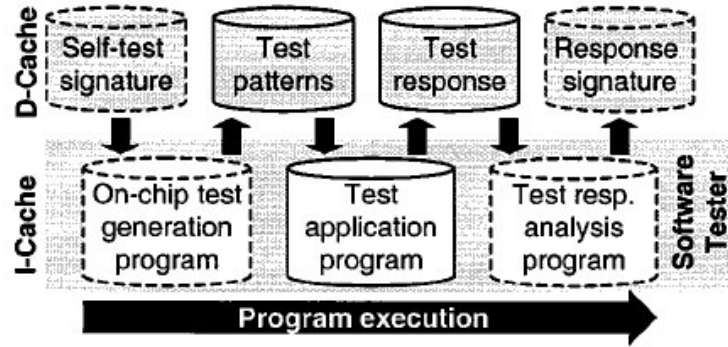 D-Cache
Self-test
signature
Test
patterns
Test
response
Response
signature
I-Cache
On-chip test
generation
program
Test
application
program
Test resp.
analysis
program
Software
Tester
Program execution